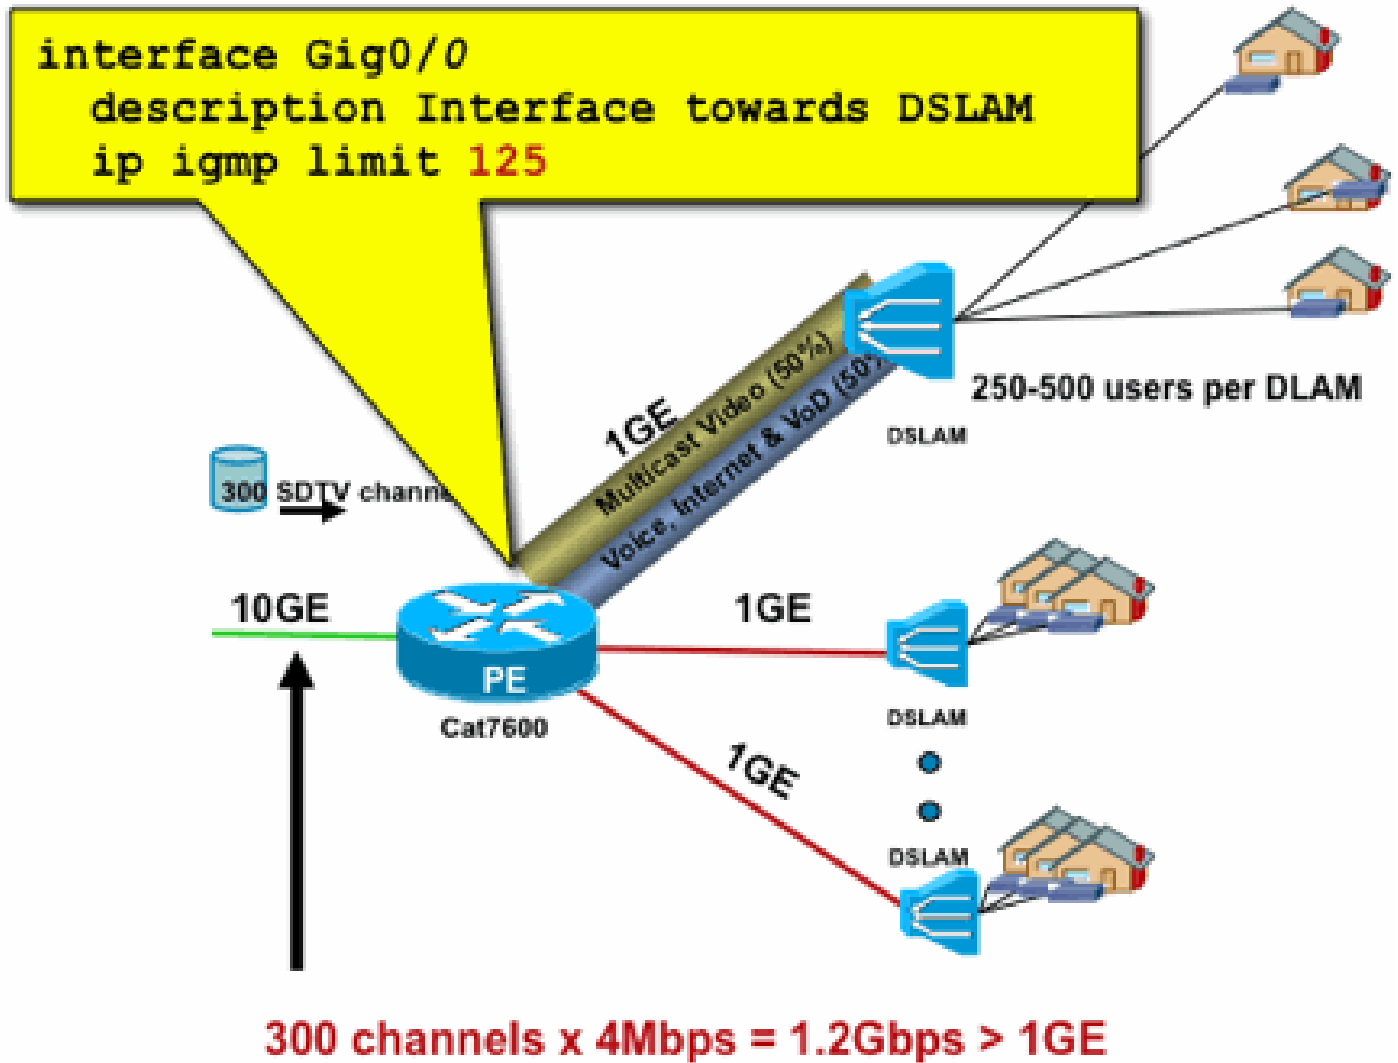 interface Gig0/0
description Interface towards DSLAM
ip igmp limit 125
1GE
Multicast Video (50%)
Voice, Internet & VoD (50%
250-500 users per DLAM
DSLAM
300 SDTV channe
10GE
1GE
PE
Cat7600
DSLAM
1GE
DSLAM
300 channels x 4Mbps = 1.2Gbps > 1GE